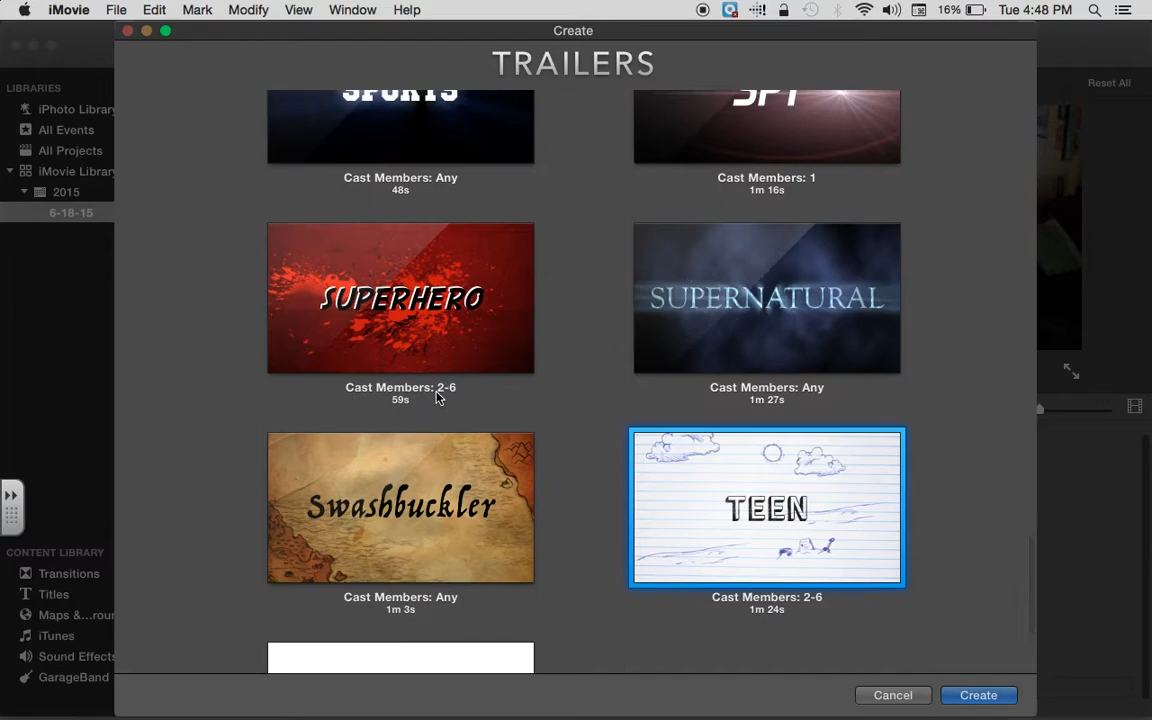 iMovie File Edit Mark Modify View Window Help 16% Tue 4:48 PM
Create
TRAILERS
LIBRARIES
Reset All
iPhoto Library
All Events
All Projects
iMovie Library
2015
6-18-15
SPORTS
SPY
Cast Members: Any
48s
Cast Members: 1
1m 16s
SUPERHERO
SUPERNATURAL
Cast Members: 2-6
59s
Cast Members: Any
1m 27s
Swashbuckler
TEEN
Cast Members: Any
1m 3s
Cast Members: 2-6
1m 24s
CONTENT LIBRARY
Transitions
Titles
Maps &...roun
iTunes
Sound Effects
GarageBand
Cancel
Create